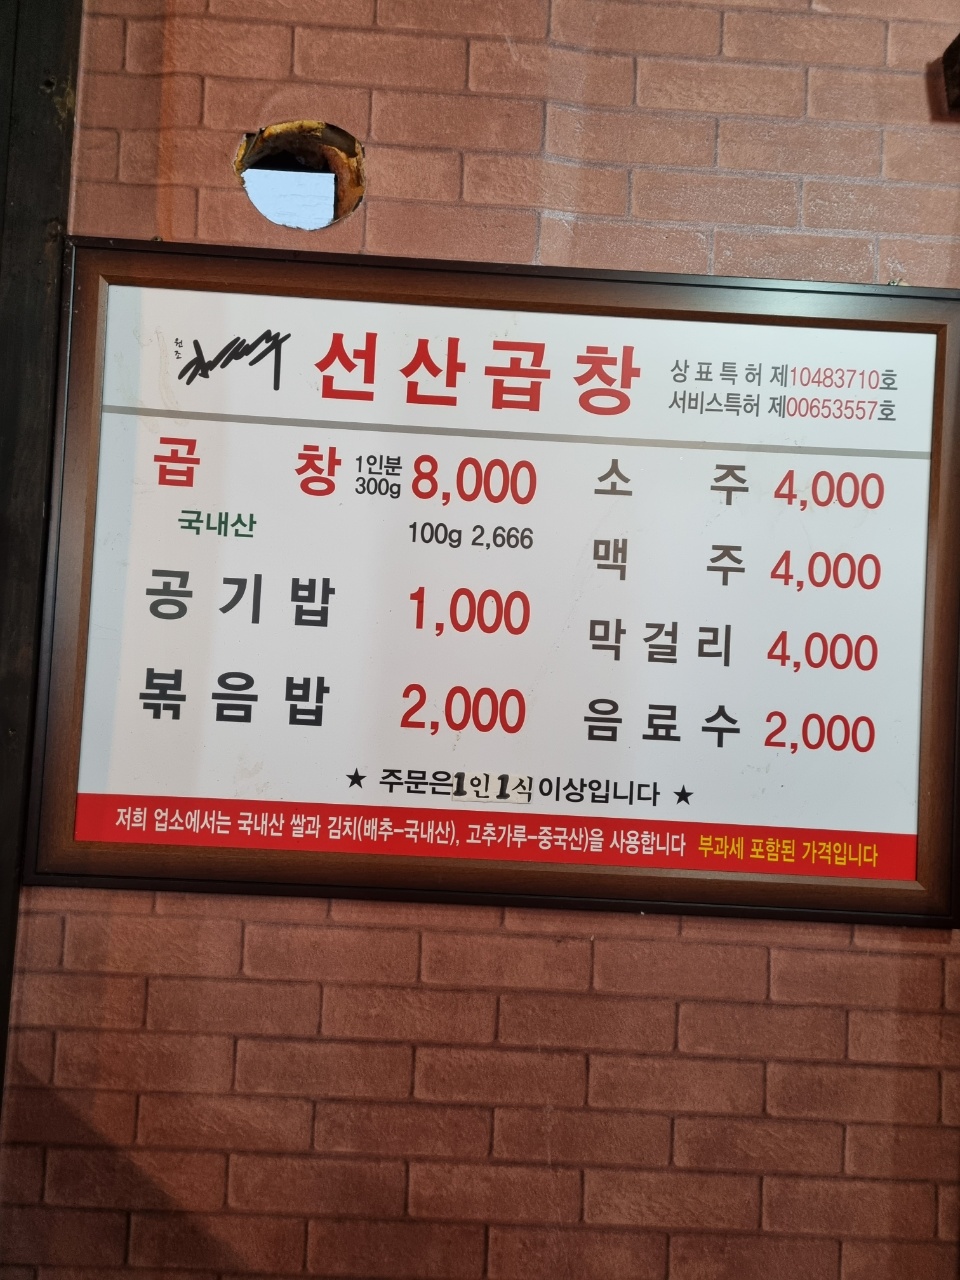 원조
선산곱창
상표특허 제10483710호
서비스특허 제00653557호
곱창 1인분 300g 8,000
국내산 100g 2,666
공기밥 1,000
볶음밥 2,000
소주 4,000
맥주 4,000
막걸리 4,000
음료수 2,000
★ 주문은1인1식이상입니다 ★
저희 업소에서는 국내산 쌀과 김치(배추-국내산), 고추가루-중국산)을 사용합니다 부과세 포함된 가격입니다